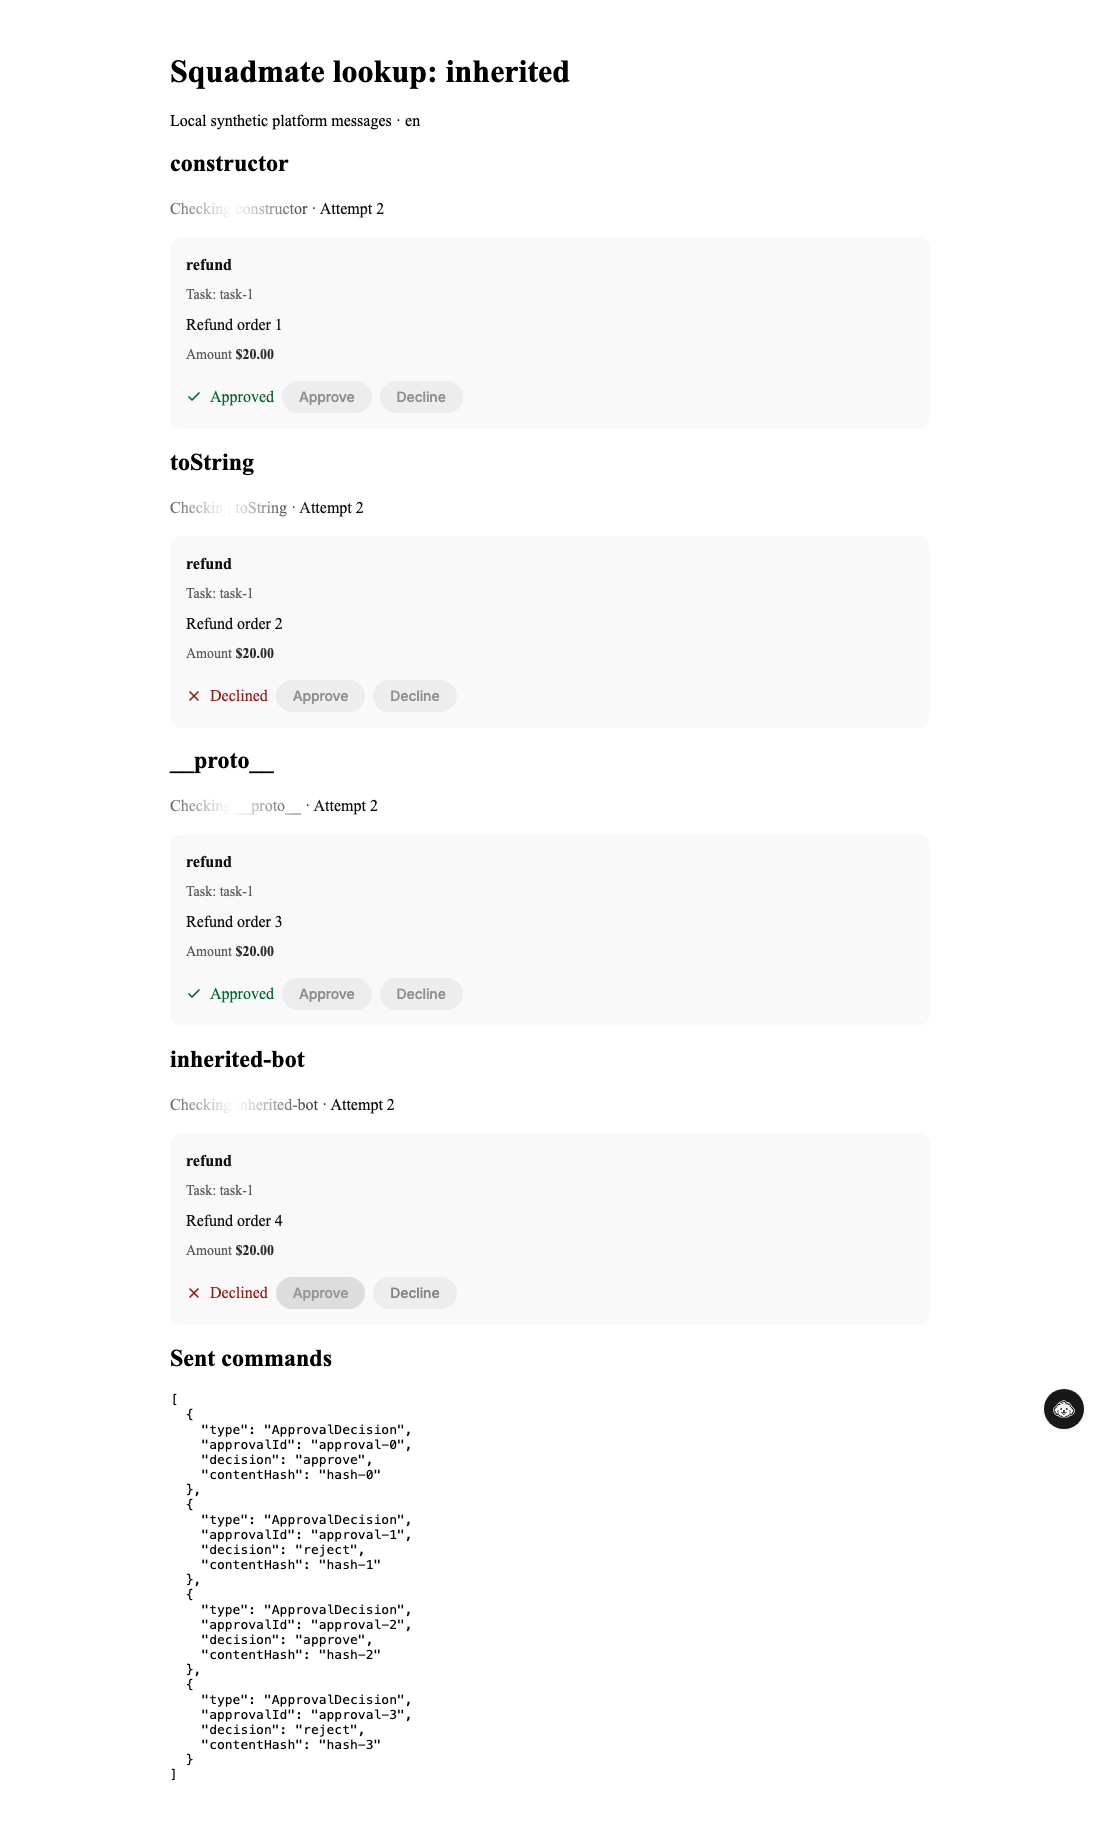 Squadmate lookup: inherited
Local synthetic platform messages · en
constructor
Checking constructor · Attempt 2
refund
Task: task-1
Refund order 1
Amount $20.00
Approved Approve Decline
toString
Checking toString · Attempt 2
refund
Task: task-1
Refund order 2
Amount $20.00
Declined Approve Decline
__proto__
Checking __proto__ · Attempt 2
refund
Task: task-1
Refund order 3
Amount $20.00
Approved Approve Decline
inherited-bot
Checking inherited-bot · Attempt 2
refund
Task: task-1
Refund order 4
Amount $20.00
Declined Approve Decline
Sent commands
[
  {
    "type": "ApprovalDecision",
    "approvalId": "approval-0",
    "decision": "approve",
    "contentHash": "hash-0"
  },
  {
    "type": "ApprovalDecision",
    "approvalId": "approval-1",
    "decision": "reject",
    "contentHash": "hash-1"
  },
  {
    "type": "ApprovalDecision",
    "approvalId": "approval-2",
    "decision": "approve",
    "contentHash": "hash-2"
  },
  {
    "type": "ApprovalDecision",
    "approvalId": "approval-3",
    "decision": "reject",
    "contentHash": "hash-3"
  }
]